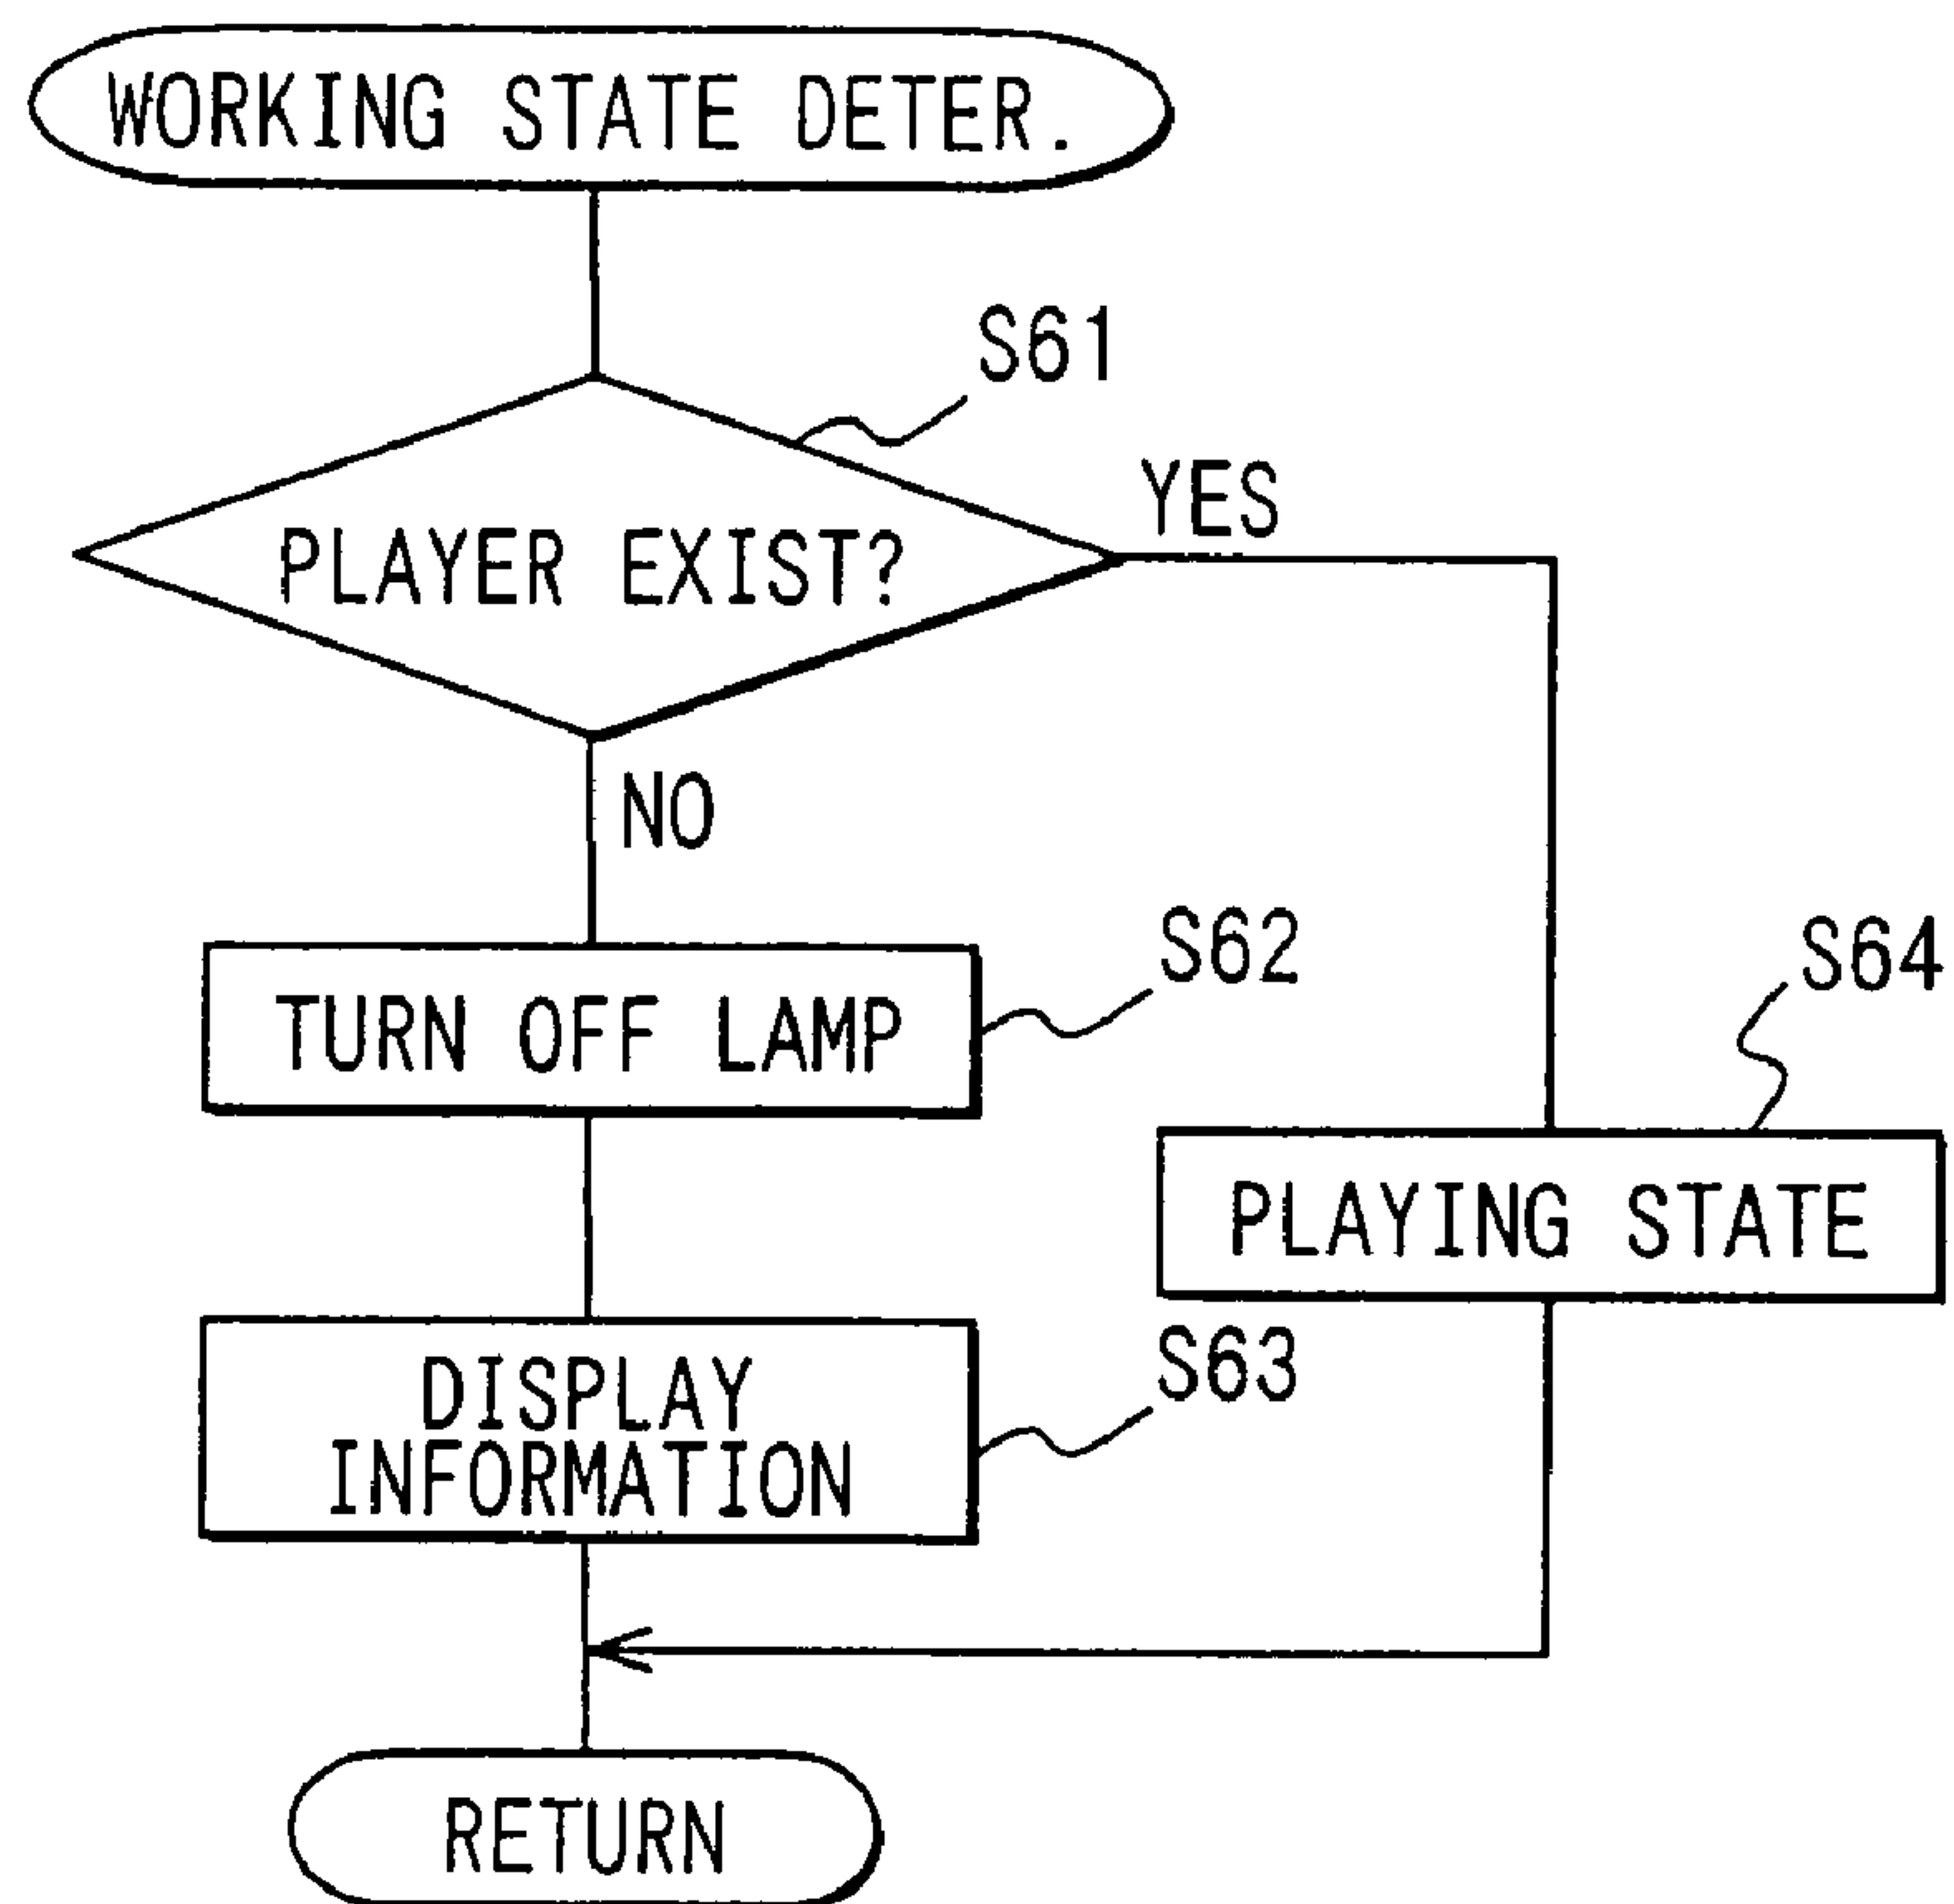 WORKING STATE DETER.
S61
YES
PLAYER EXIST?
NO
S62
S64
TURN OFF LAMP
PLAYING STATE
S63
DISPLAY
INFORMATION
RETURN